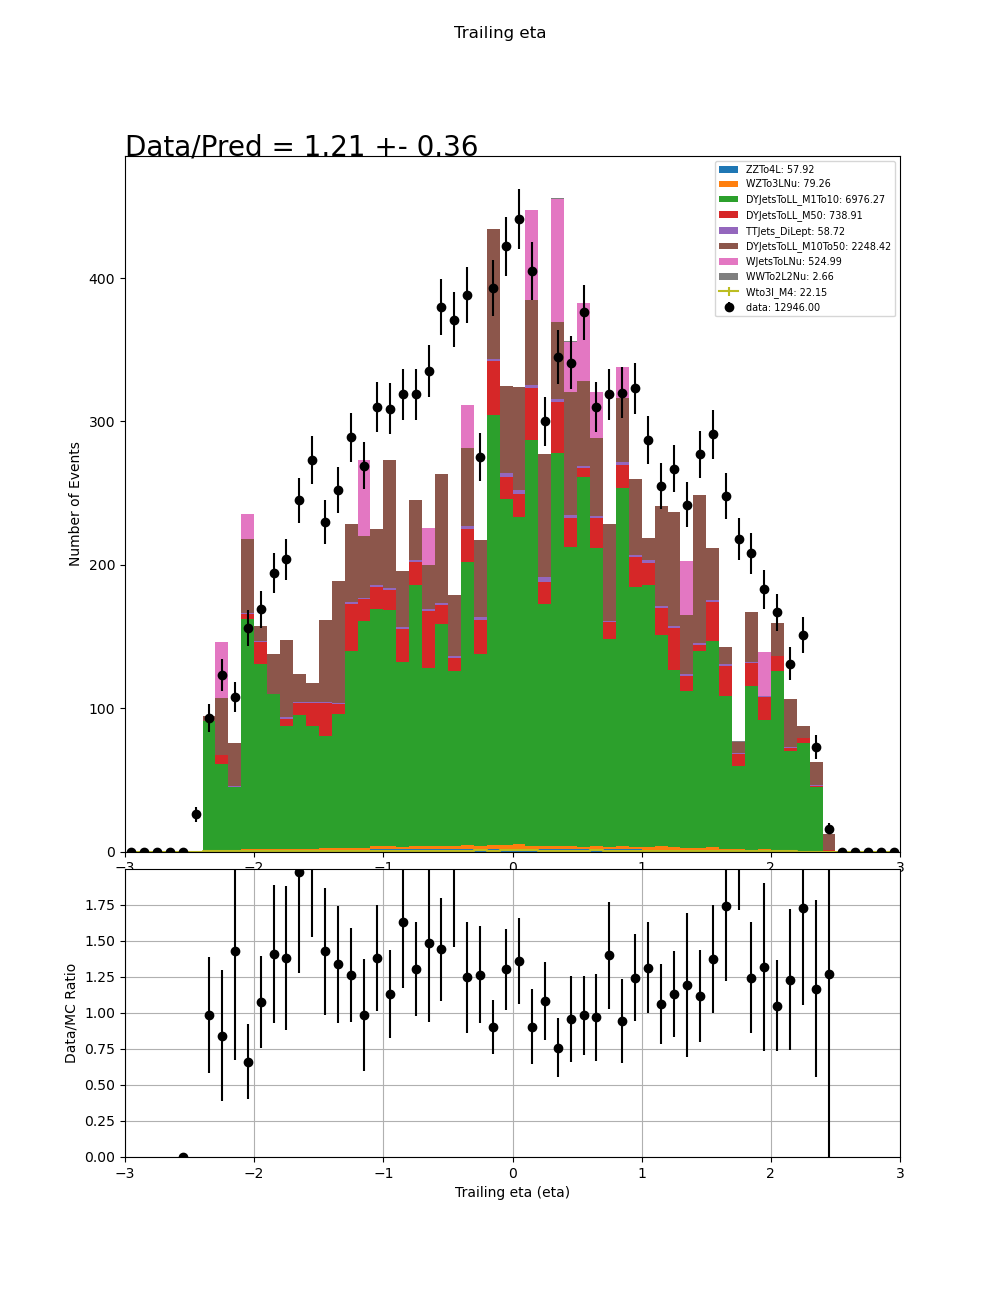 Trailing eta
Data/Pred = 1.21 +- 0.36
ZZTo4L: 57.92
WZTo3LNu: 79.26
DYJetsToLL_M1To10: 6976.27
DYJetsToLL_M50: 738.91
TTJets_DiLept: 58.72
DYJetsToLL_M10To50: 2248.42
WJetsToLNu: 524.99
WWTo2L2Nu: 2.66
Wto3l_M4: 22.15
data: 12946.00
Number of Events
400
300
200
100
0
−3 −2 −1 0 1 2 3
Data/MC Ratio
1.75
1.50
1.25
1.00
0.75
0.50
0.25
0.00
−3 −2 −1 0 1 2 3
Trailing eta (eta)